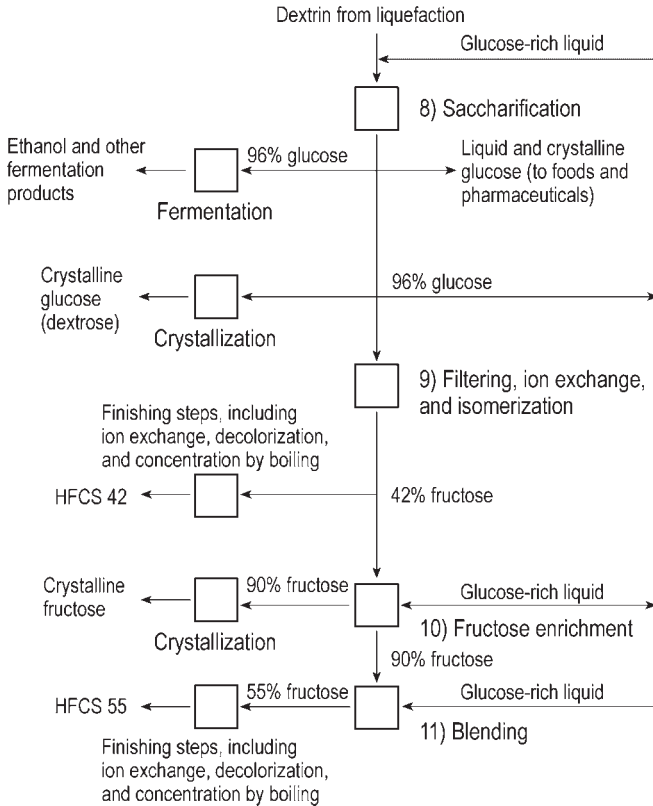 Dextrin from liquefaction
Glucose-rich liquid
8) Saccharification
Ethanol and other
fermentation
products
96% glucose
Fermentation
Liquid and crystalline
glucose (to foods and
pharmaceuticals)
Crystalline
glucose
(dextrose)
Crystallization
96% glucose
9) Filtering, ion exchange,
and isomerization
Finishing steps, including
ion exchange, decolorization,
and concentration by boiling
HFCS 42
42% fructose
Crystalline
fructose
90% fructose
Crystallization
Glucose-rich liquid
10) Fructose enrichment
90% fructose
HFCS 55
55% fructose
Glucose-rich liquid
11) Blending
Finishing steps, including
ion exchange, decolorization,
and concentration by boiling